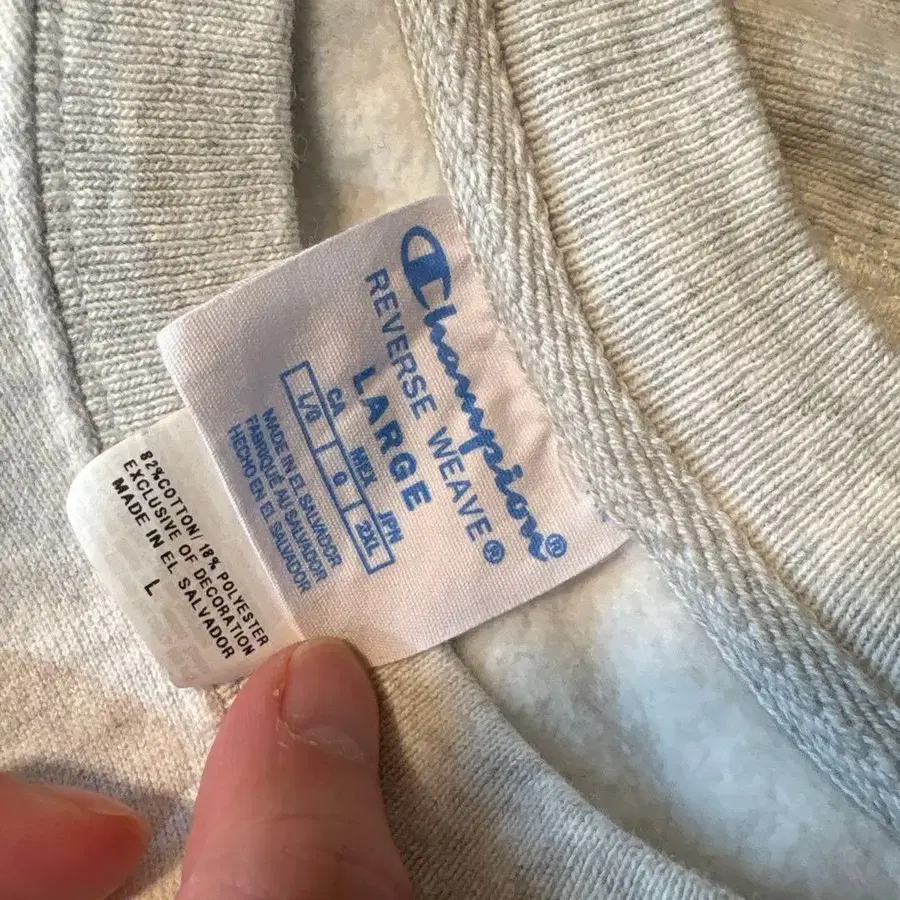 Champion®
REVERSE WEAVE®
LARGE
CA MEX JPN
L/G G 2XL
MADE IN EL SALVADOR
FABRIQUÉ AU SALVADOR
HECHO EN EL SALVADOR
82%COTTON/ 18% POLYESTER
EXCLUSIVE OF DECORATION
MADE IN EL SALVADOR
L